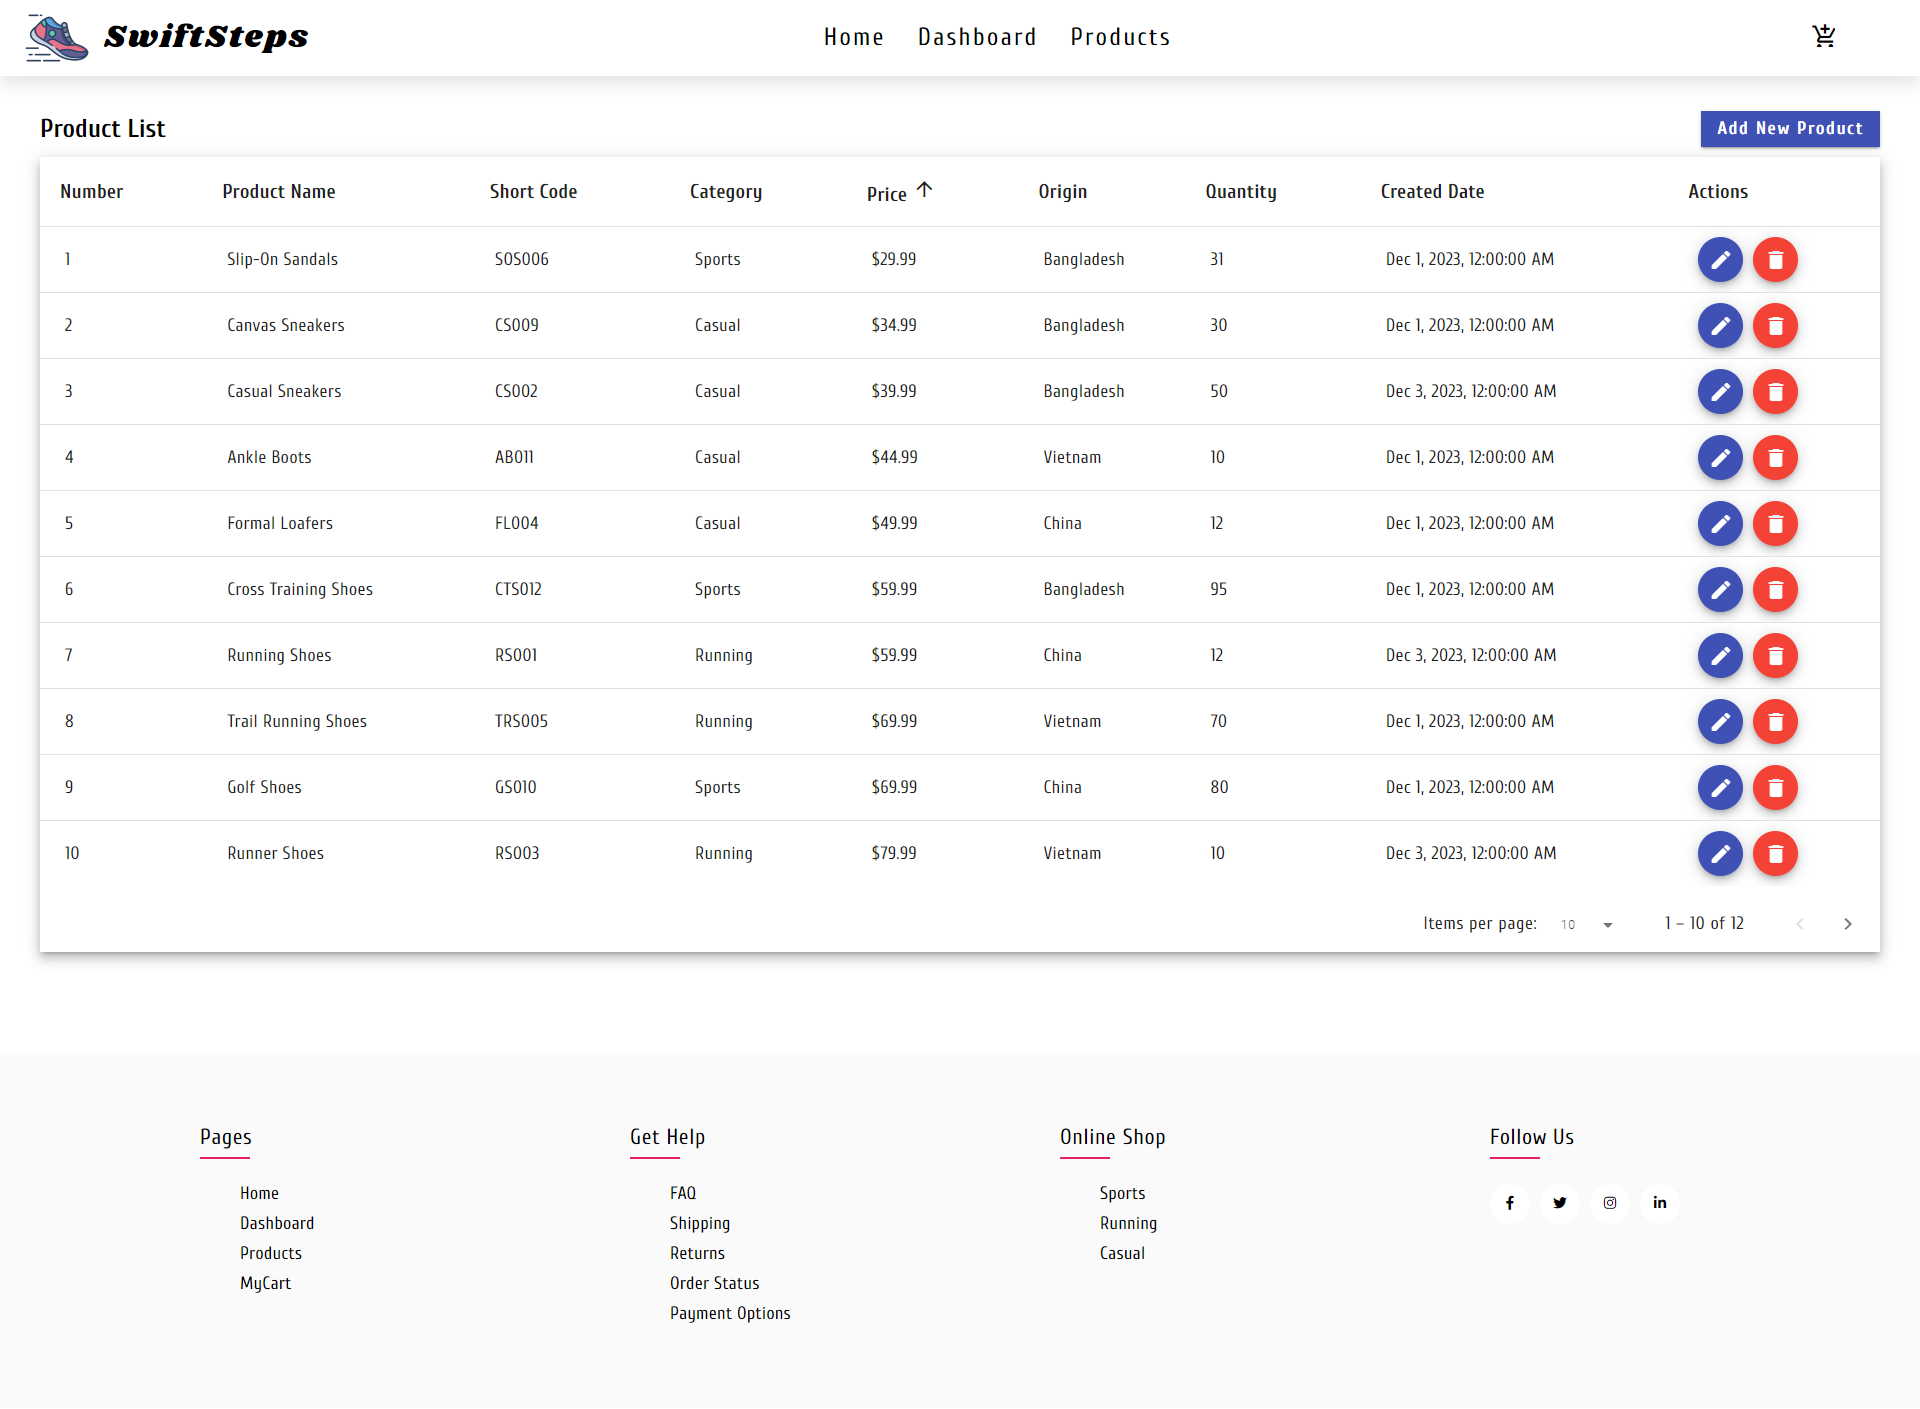 SwiftSteps
Home Dashboard Products
Product List
Add New Product
Number Product Name Short Code Category Price Origin Quantity Created Date Actions
1 Slip-On Sandals SOS006 Sports $29.99 Bangladesh 31 Dec 1, 2023, 12:00:00 AM
2 Canvas Sneakers CS009 Casual $34.99 Bangladesh 30 Dec 1, 2023, 12:00:00 AM
3 Casual Sneakers CS002 Casual $39.99 Bangladesh 50 Dec 3, 2023, 12:00:00 AM
4 Ankle Boots AB011 Casual $44.99 Vietnam 10 Dec 1, 2023, 12:00:00 AM
5 Formal Loafers FL004 Casual $49.99 China 12 Dec 1, 2023, 12:00:00 AM
6 Cross Training Shoes CTS012 Sports $59.99 Bangladesh 95 Dec 1, 2023, 12:00:00 AM
7 Running Shoes RS001 Running $59.99 China 12 Dec 3, 2023, 12:00:00 AM
8 Trail Running Shoes TRS005 Running $69.99 Vietnam 70 Dec 1, 2023, 12:00:00 AM
9 Golf Shoes GS010 Sports $69.99 China 80 Dec 1, 2023, 12:00:00 AM
10 Runner Shoes RS003 Running $79.99 Vietnam 10 Dec 3, 2023, 12:00:00 AM
Items per page: 10 1 – 10 of 12
Pages
Home
Dashboard
Products
MyCart
Get Help
FAQ
Shipping
Returns
Order Status
Payment Options
Online Shop
Sports
Running
Casual
Follow Us